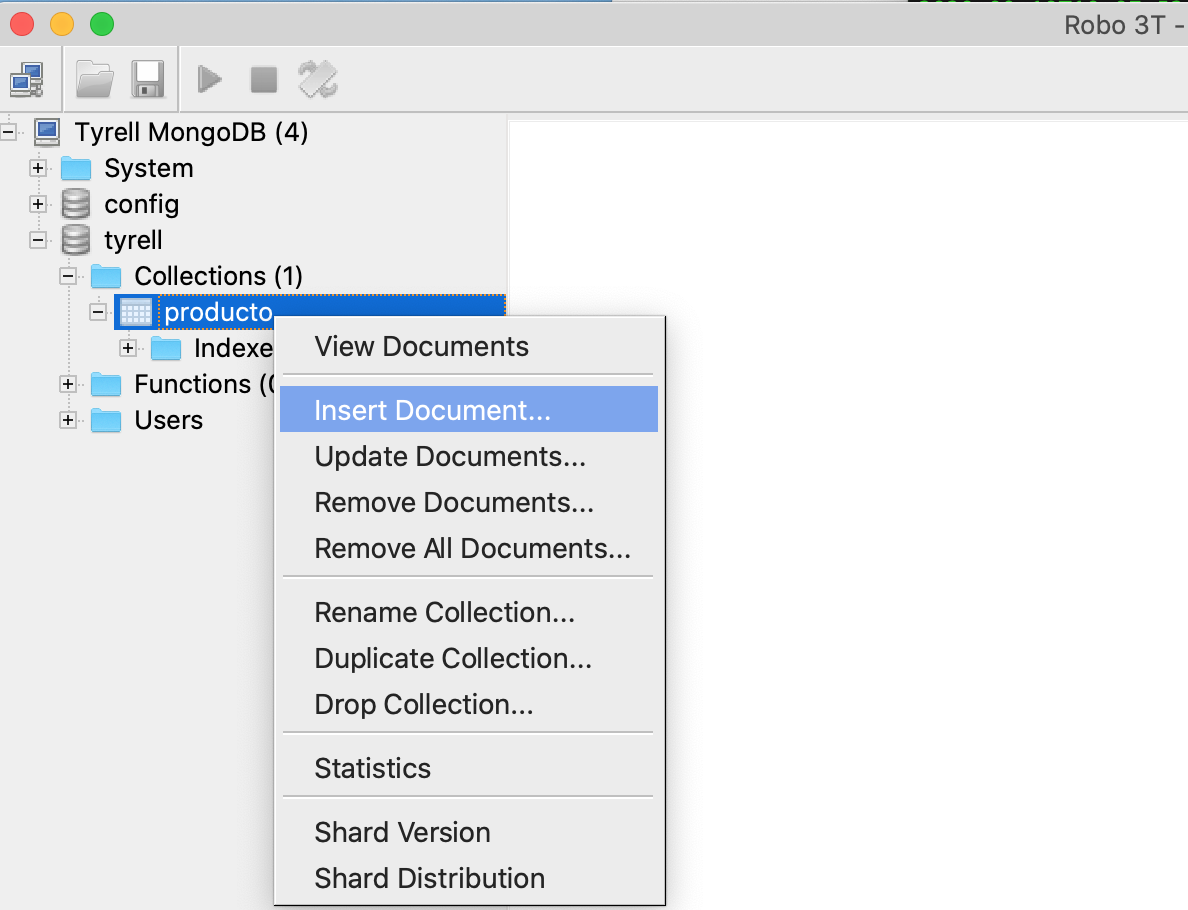 Robo 3T -
Tyrell MongoDB (4)
System
config
tyrell
Collections (1)
producto
Indexe
Functions (0
Users
View Documents
Insert Document...
Update Documents...
Remove Documents...
Remove All Documents...
Rename Collection...
Duplicate Collection...
Drop Collection...
Statistics
Shard Version
Shard Distribution